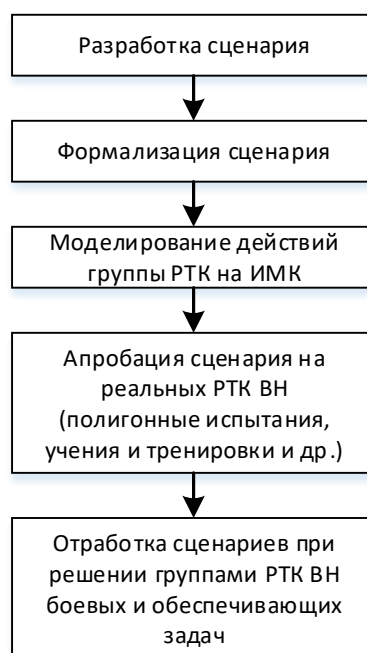 Разработка сценария
Формализация сценария
Моделирование действий
группы РТК на ИМК
Апробация сценария на
реальных РТК ВН
(полигонные испытания,
учения и тренировки и др.)
Отработка сценариев при
решении группами РТК ВН
боевых и обеспечивающих
задач